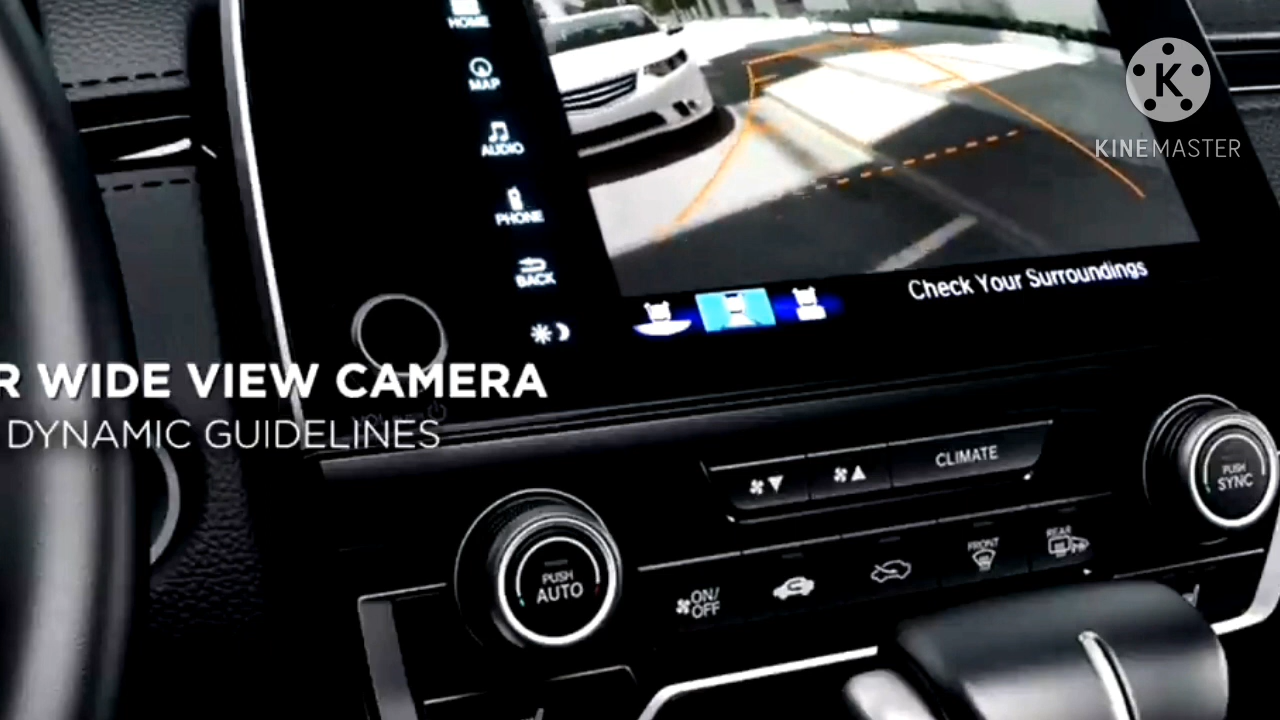 HOME
MAP
AUDIO
PHONE
BACK
K
KINEMASTER
Check Your Surroundings
R WIDE VIEW CAMERA
DYNAMIC GUIDELINES
CLIMATE
PUSH
SYNC
PUSH
AUTO
ON/
OFF
FRONT
REAR